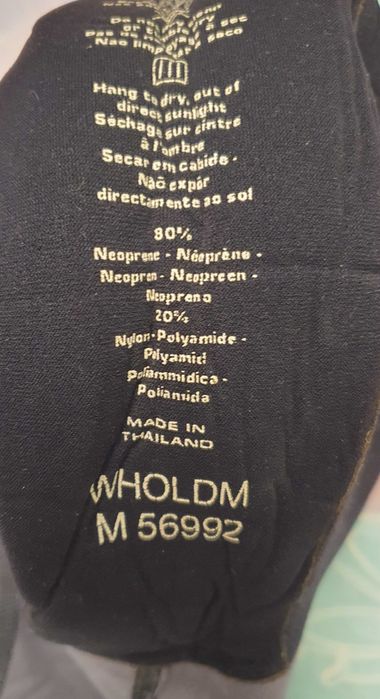 Hang to dry, out of
direct sunlight
Séchage sur cintre
à l'ombre
Secar em cabide -
Não expôr
directamente ao sol
80%
Neoprene - Néoprène -
Neopren - Neopreen -
Neopreno
20%
Nylon-Polyamide -
Polyamid
Poliammidica -
Poliamida
MADE IN
THAILAND
WHOLDM
M 56992